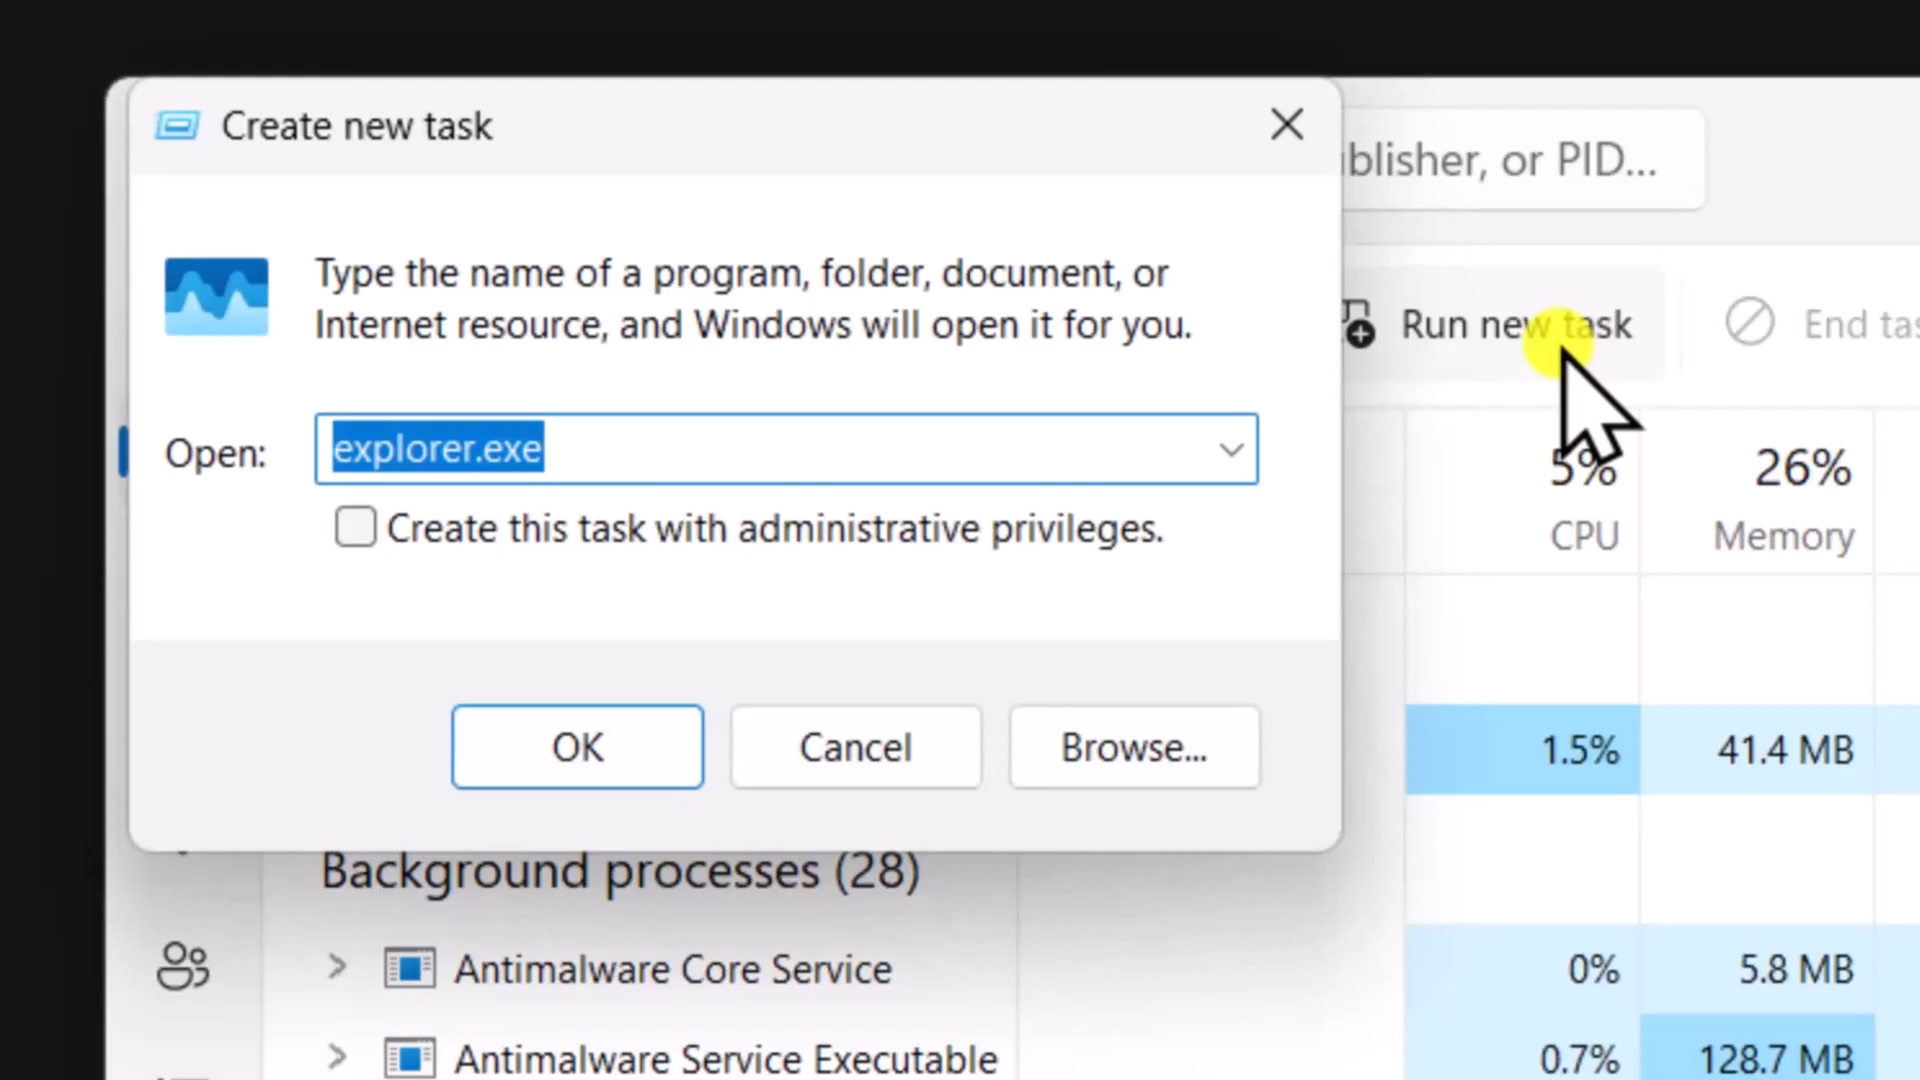 Create new task
blisher, or PID...
Type the name of a program, folder, document, or
Internet resource, and Windows will open it for you.
Run new task
End tas
Open:
explorer.exe
5%
26%
Create this task with administrative privileges.
CPU
Memory
OK
Cancel
Browse...
1.5%
41.4 MB
Background processes (28)
Antimalware Core Service
0%
5.8 MB
Antimalware Service Executable
0.7%
128.7 MB